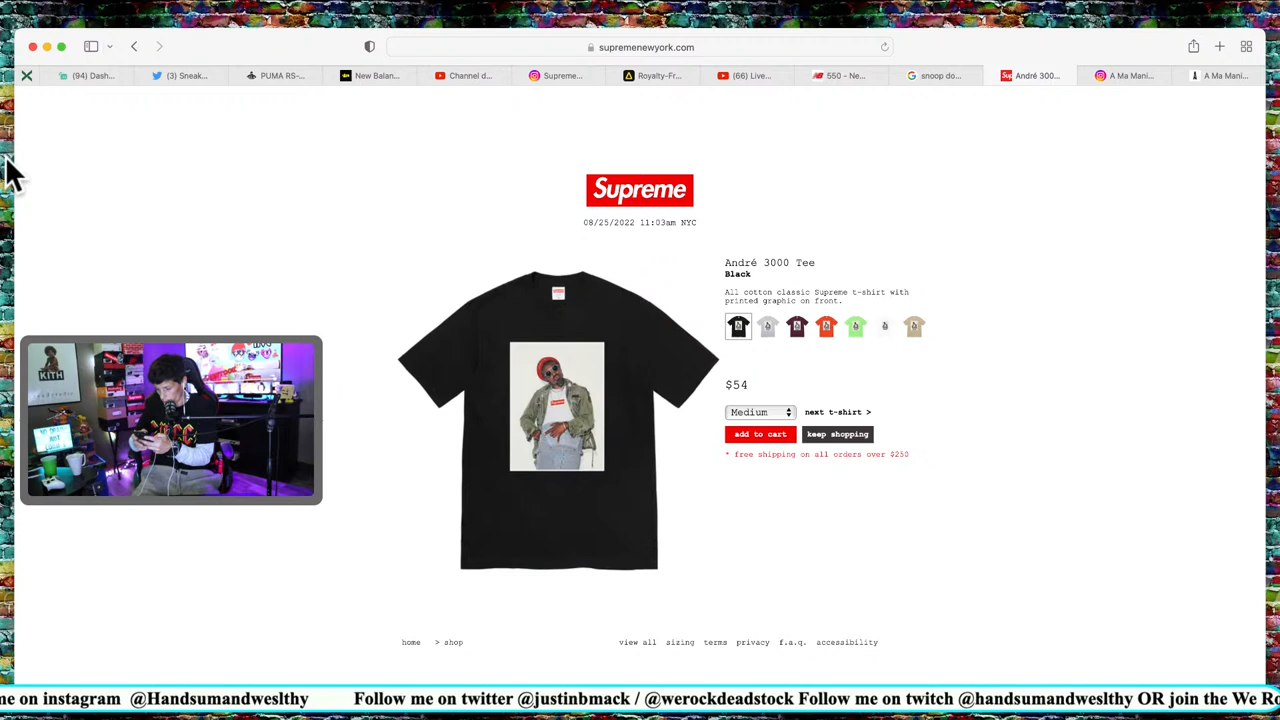 supremenewyork.com
(94) Dash...
(3) Sneak...
PUMA RS-...
New Balan...
Channel d...
Supreme...
Royalty-Fr...
(66) Live...
550 - Ne...
snoop do...
André 300...
A Ma Mani...
A Ma Mani...
Supreme
08/25/2022 11:03am NYC
André 3000 Tee
Black
All cotton classic Supreme t-shirt with
printed graphic on front.
$54
Medium
next t-shirt >
add to cart
keep shopping
* free shipping on all orders over $250
KITH
home > shop
view all sizing terms privacy f.a.q. accessibility
me on instagram @Handsumandweslthy Follow me on twitter @justinbmack / @werockdeadstock Follow me on twitch @handsumandweslthy OR join the We